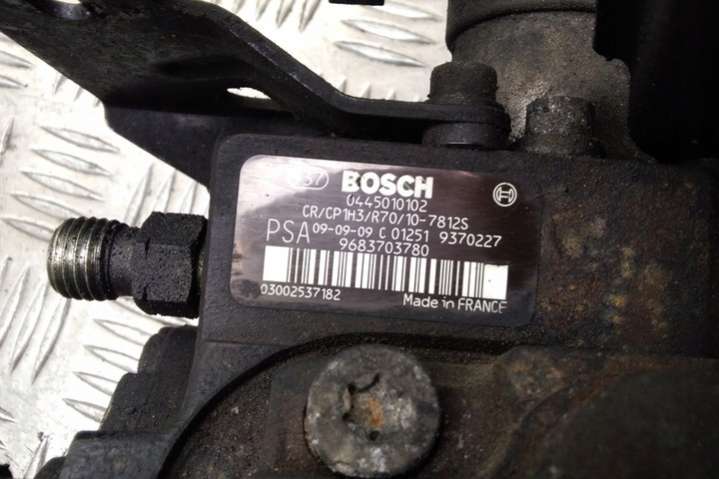 BOSCH
0445010102
CR/CP1H3/R70/10-7812S
PSA 09-09-09 C 01251 9370227
9683703780
03002537182 Made in FRANCE